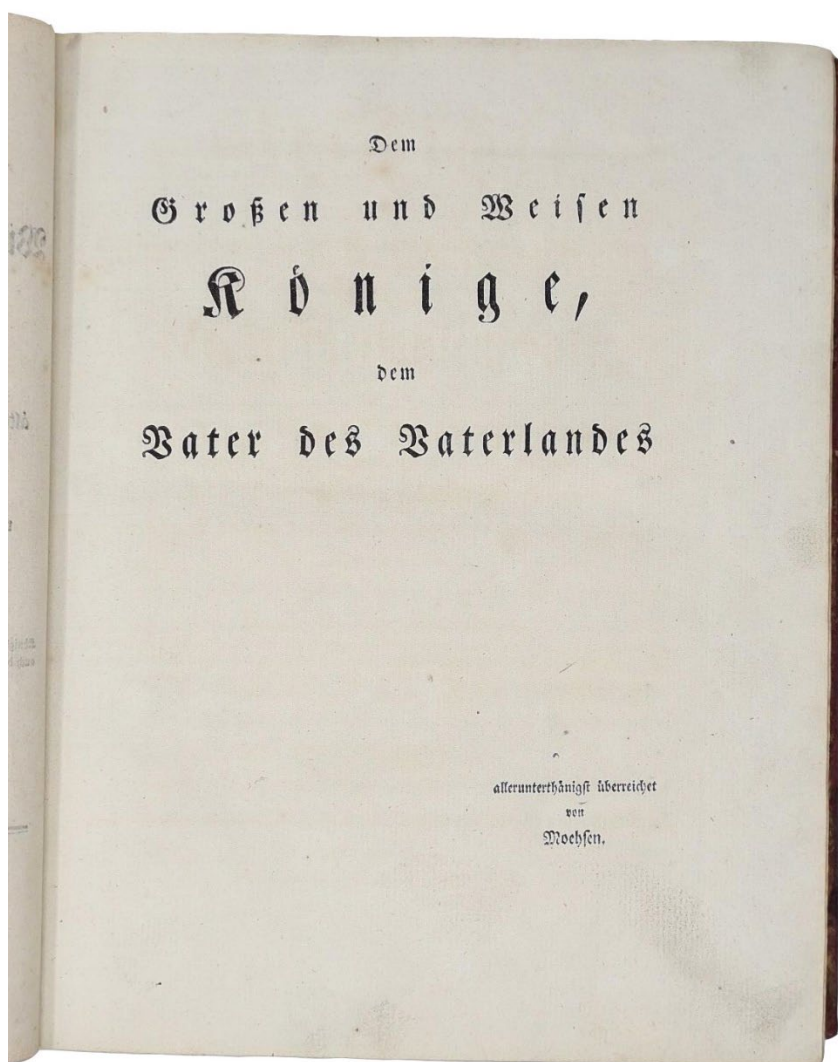 Dem
Großen und Weisen
Könige,
dem
Vater des Vaterlandes
allerunterthänigst überreichet
von
Moehsen.